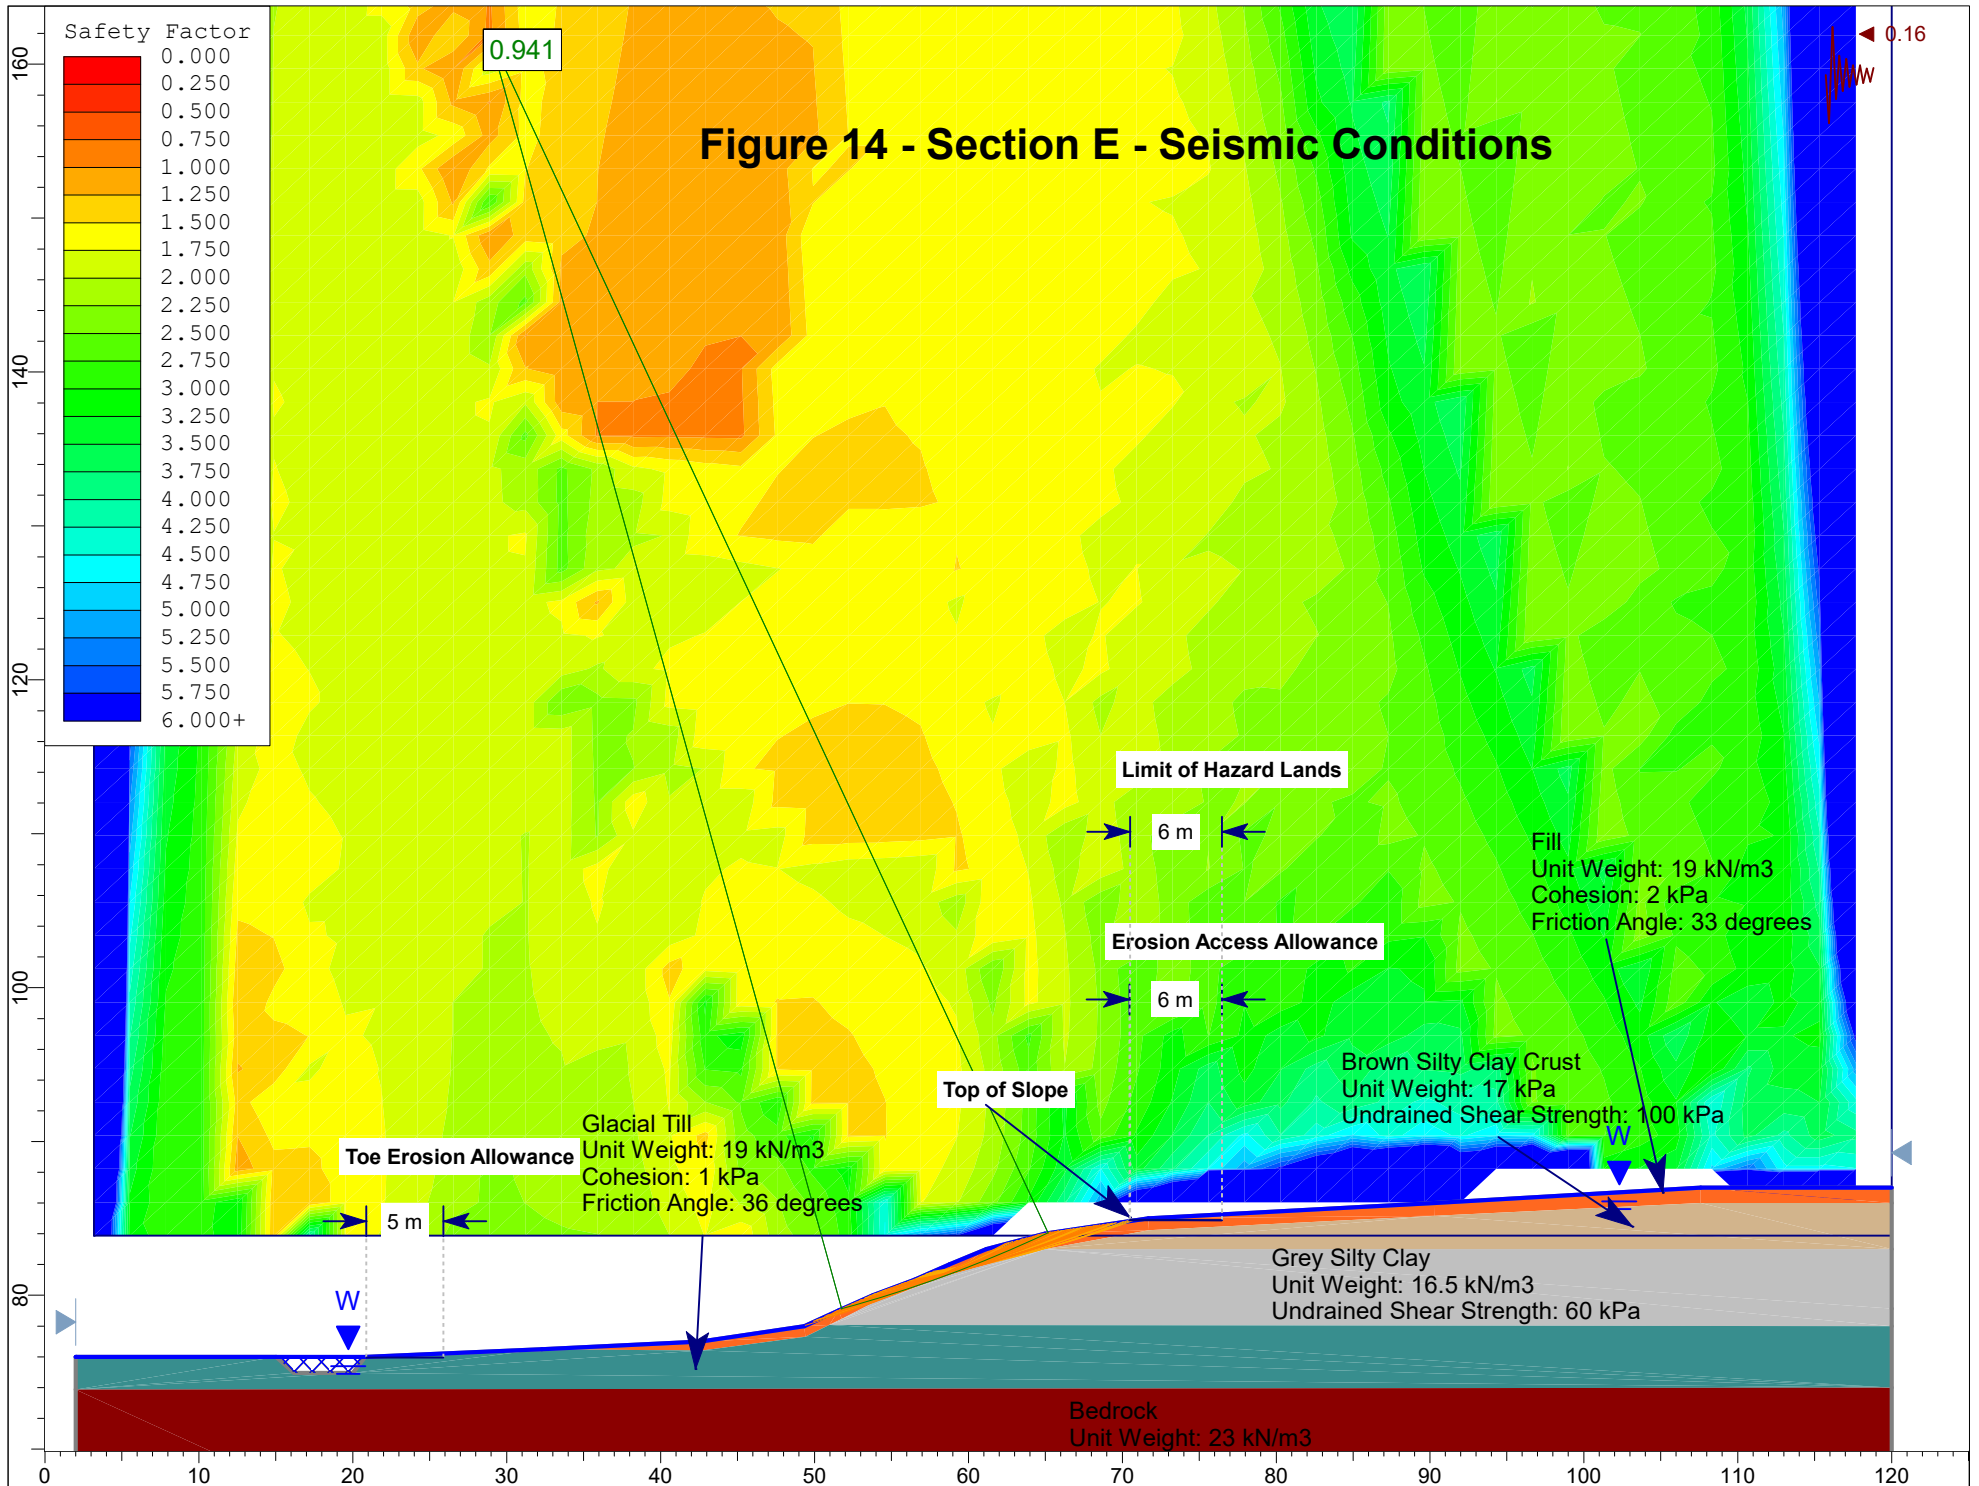 Safety Factor
0.000
0.250
0.500
0.750
1.000
1.250
1.500
1.750
2.000
2.250
2.500
2.750
3.000
3.250
3.500
3.750
4.000
4.250
4.500
4.750
5.000
5.250
5.500
5.750
6.000+
0.941
0.16
Figure 14 - Section E - Seismic Conditions
Limit of Hazard Lands
6 m
Fill
Unit Weight: 19 kN/m3
Cohesion: 2 kPa
Friction Angle: 33 degrees
Erosion Access Allowance
6 m
Brown Silty Clay Crust
Unit Weight: 17 kPa
Undrained Shear Strength: 100 kPa
W
Top of Slope
Glacial Till
Unit Weight: 19 kN/m3
Cohesion: 1 kPa
Friction Angle: 36 degrees
Toe Erosion Allowance
5 m
W
Grey Silty Clay
Unit Weight: 16.5 kN/m3
Undrained Shear Strength: 60 kPa
Bedrock
Unit Weight: 23 kN/m3
160
140
120
100
80
0 10 20 30 40 50 60 70 80 90 100 110 120